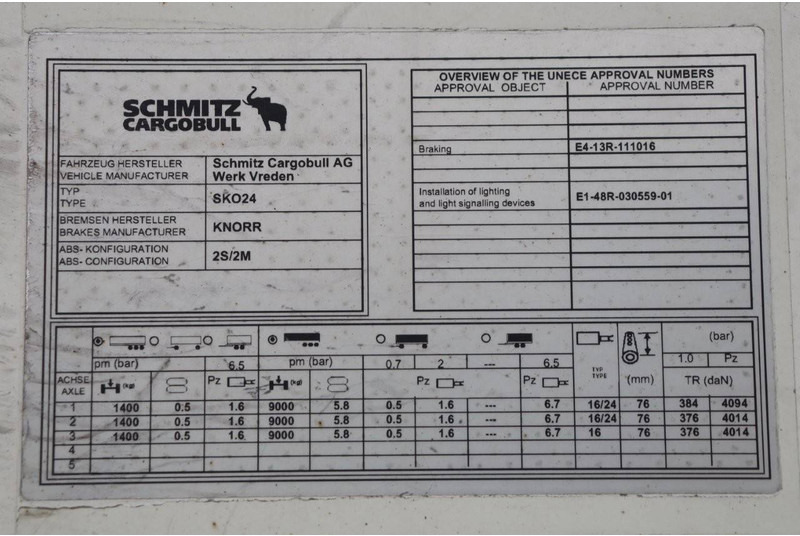 SCHMITZ
CARGOBULL
FAHRZEUG HERSTELLER
VEHICLE MANUFACTURER
Schmitz Cargobull AG
Werk Vreden
TYP
TYPE
SKO24
BREMSEN HERSTELLER
BRAKES MANUFACTURER
KNORR
ABS- KONFIGURATION
ABS- CONFIGURATION
2S/2M
OVERVIEW OF THE UNECE APPROVAL NUMBERS
APPROVAL OBJECT APPROVAL NUMBER
Braking E4-13R-111016
Installation of lighting
and light signalling devices
E1-48R-030559-01
(bar)
pm (bar) 6.5 pm (bar) 0.7 2 --- 6.5 1.0 Pz
TYP
TYPE
ACHSE
AXLE
(kg) Pz (kg) Pz Pz (mm) TR (daN)
1 1400 0.5 1.6 9000 5.8 0.5 1.6 --- 6.7 16/24 76 384 4094
2 1400 0.5 1.6 9000 5.8 0.5 1.6 --- 6.7 16/24 76 376 4014
3 1400 0.5 1.6 9000 5.8 0.5 1.6 --- 6.7 16 76 376 4014
4
5